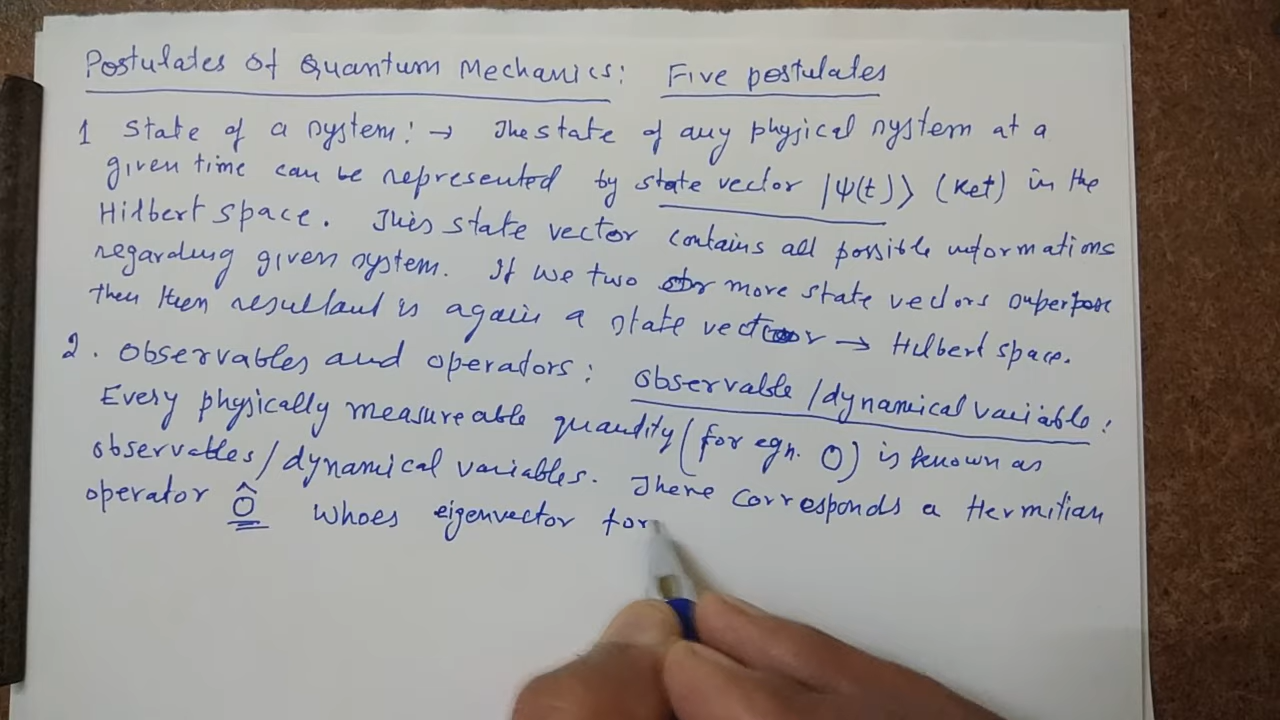 Postulates of Quantum Mechanics: Five postulates
1 State of a system: → The state of any physical system at a
given time can be represented by state vector |Ψ(t)⟩ (Ket) in the
Hilbert space. This state vector contains all possible informations
regarding given system. If we two or more state vectors superpose
then then resultant is again a state vector → Hilbert space.
2. Observables and operators: observable/dynamical variable:
Every physically measureable quantity (for egn. O) is known as
observables/dynamical variables. There corresponds a Hermitian
operator Ô whoes eigenvector for